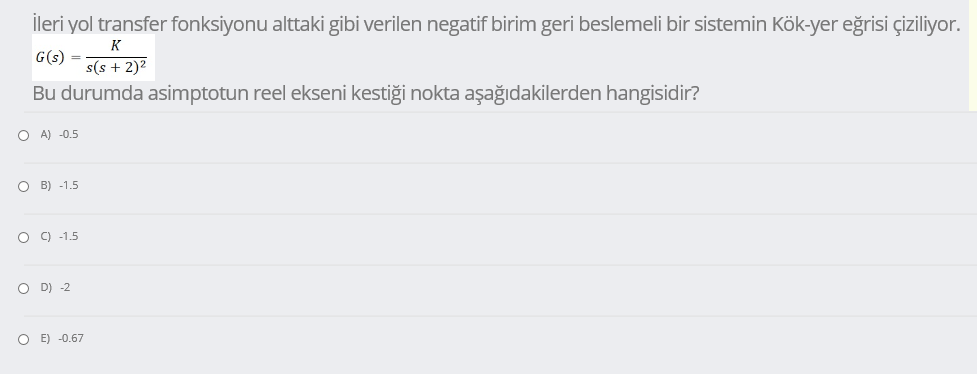 İleri yol transfer fonksiyonu alttaki gibi verilen negatif birim geri beslemeli bir sistemin Kök-yer eğrisi çiziliyor.
G(s) = K / s(s + 2)²
Bu durumda asimptotun reel ekseni kestiği nokta aşağıdakilerden hangisidir?
A) -0.5
B) -1.5
C) -1.5
D) -2
E) -0.67